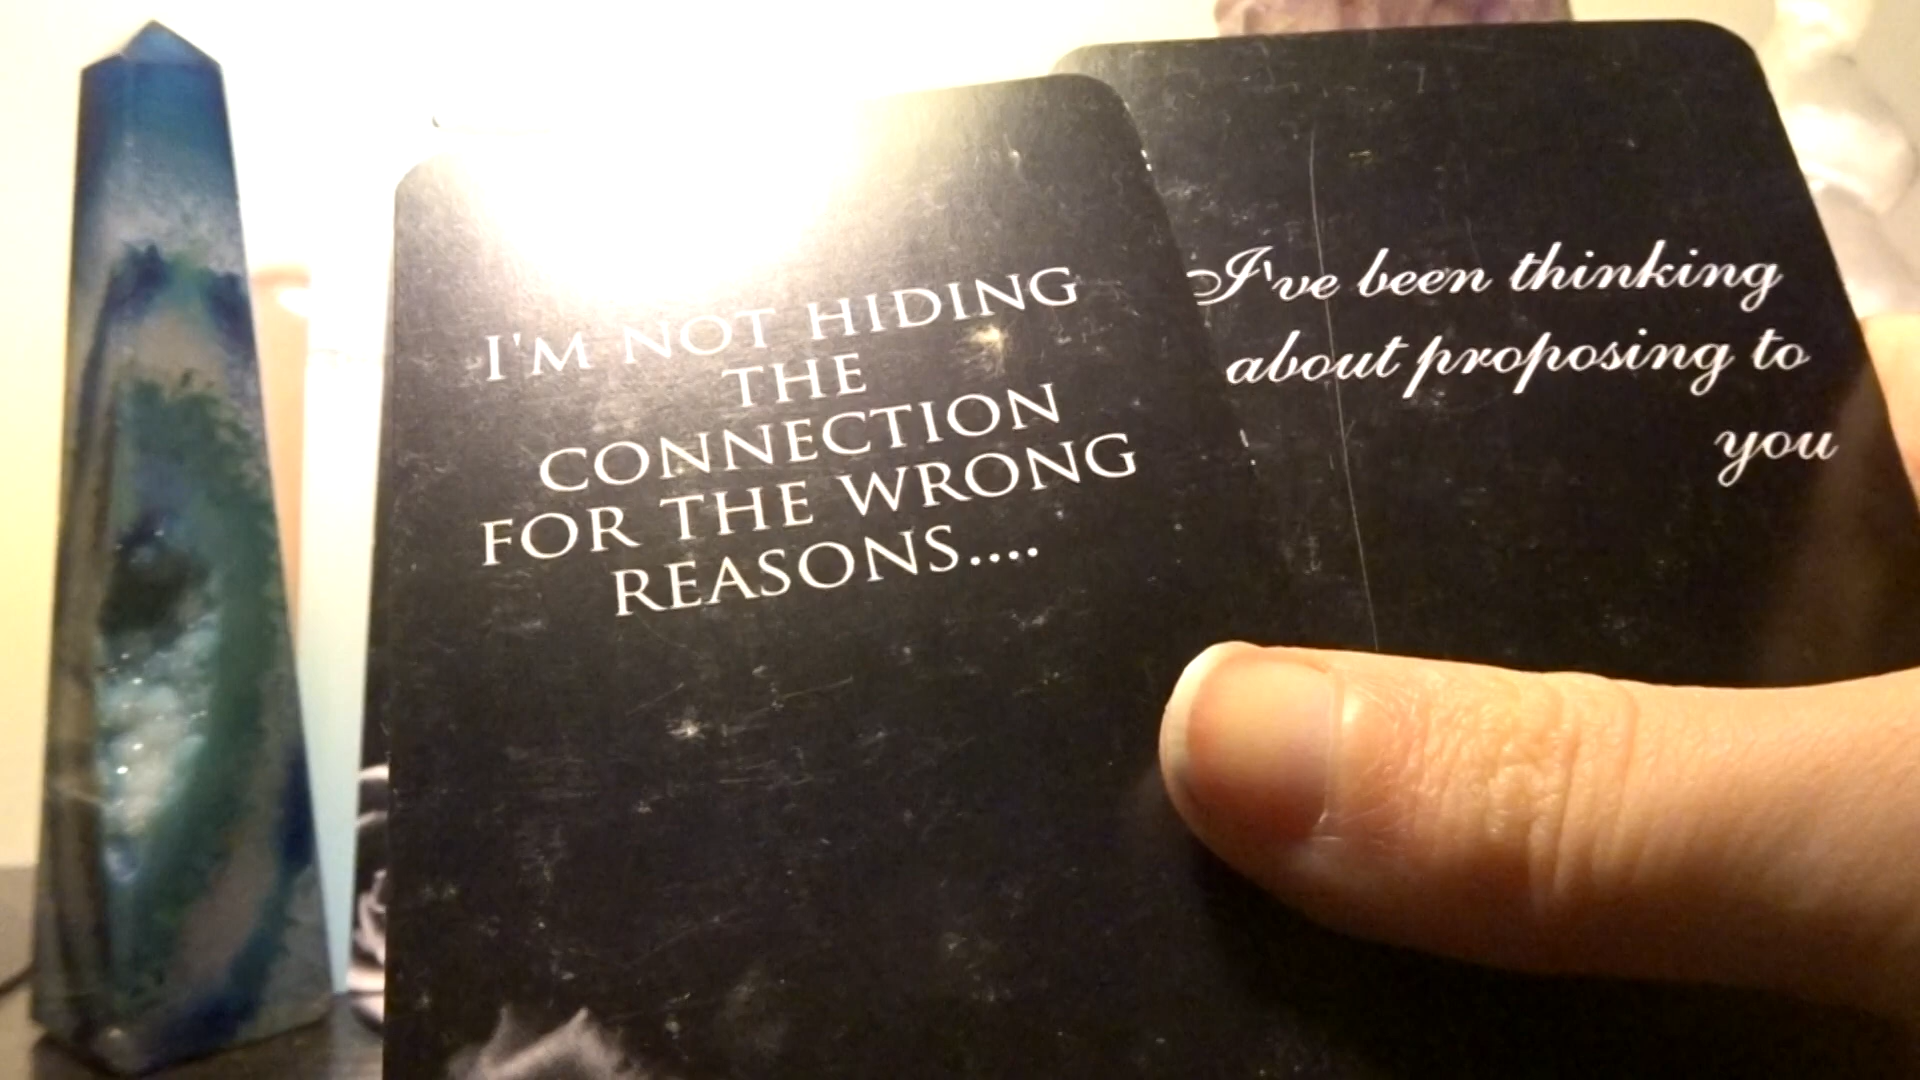 I'M NOT HIDING
THE
CONNECTION
FOR THE WRONG
REASONS....
I've been thinking
about proposing to
you